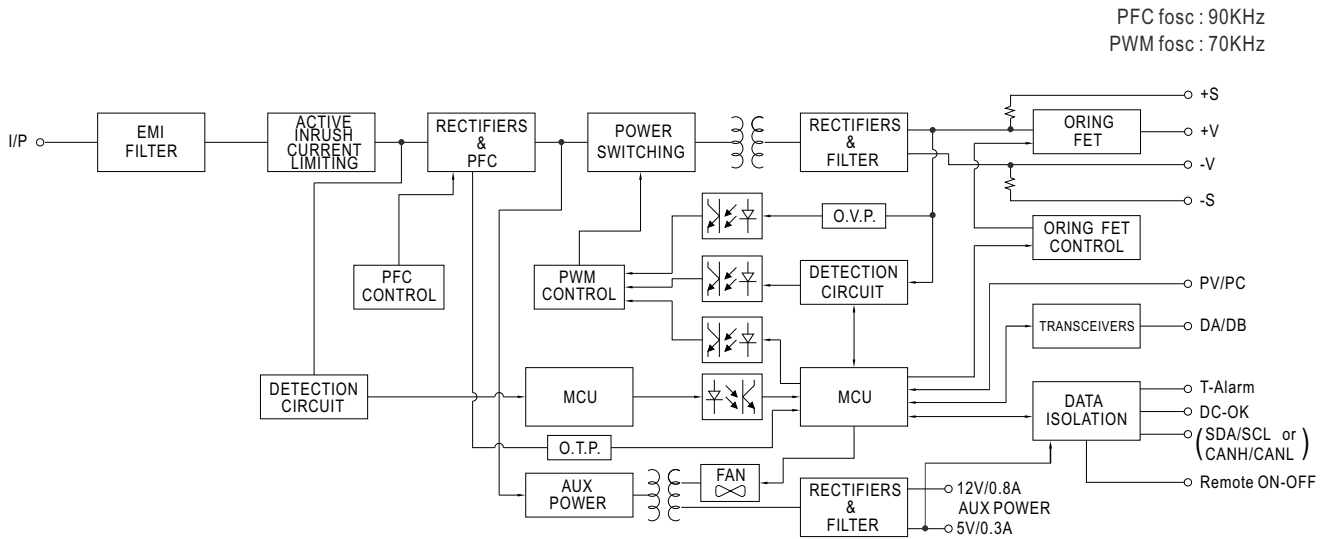 PFC fosc : 90KHz
PWM fosc : 70KHz
I/P
EMI
FILTER
ACTIVE
INRUSH
CURRENT
LIMITING
RECTIFIERS
&
PFC
POWER
SWITCHING
RECTIFIERS
&
FILTER
ORING
FET
+S
+V
-V
-S
O.V.P.
ORING FET
CONTROL
PFC
CONTROL
PWM
CONTROL
DETECTION
CIRCUIT
PV/PC
TRANSCEIVERS
DA/DB
DETECTION
CIRCUIT
MCU
MCU
DATA
ISOLATION
T-Alarm
DC-OK
(SDA/SCL or
CANH/CANL)
Remote ON-OFF
O.T.P.
AUX
POWER
FAN
RECTIFIERS
&
FILTER
12V/0.8A
AUX POWER
5V/0.3A